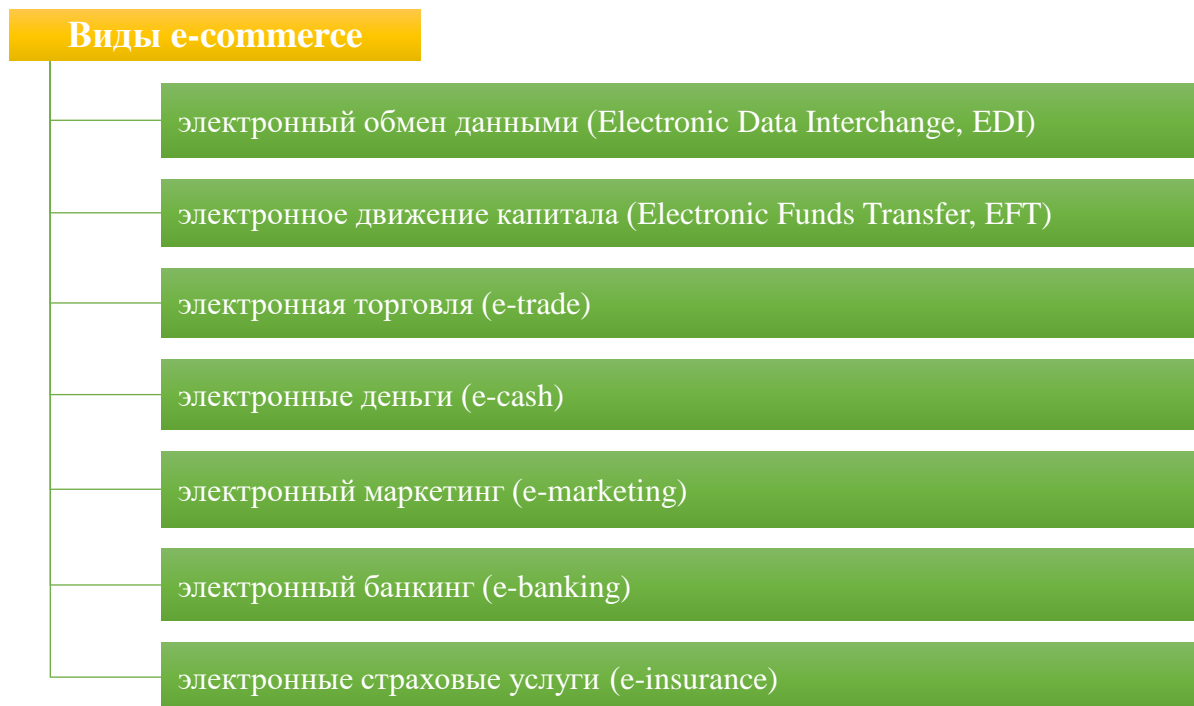 Виды e-commerce
электронный обмен данными (Electronic Data Interchange, EDI)
электронное движение капитала (Electronic Funds Transfer, EFT)
электронная торговля (e-trade)
электронные деньги (e-cash)
электронный маркетинг (e-marketing)
электронный банкинг (e-banking)
электронные страховые услуги (e-insurance)